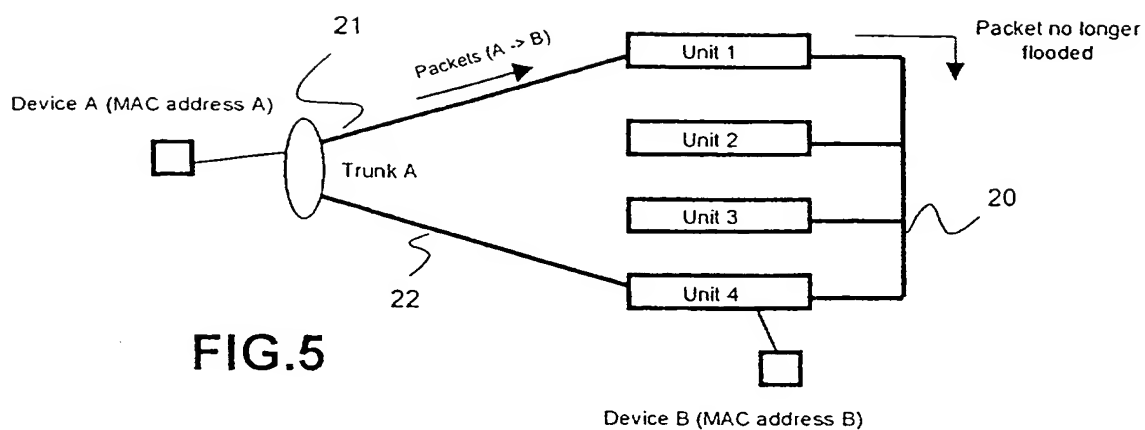 21
Packets (A -> B)
Unit 1
Packet no longer
flooded
Device A (MAC address A)
Unit 2
Trunk A
Unit 3
20
22
Unit 4
FIG.5
Device B (MAC address B)